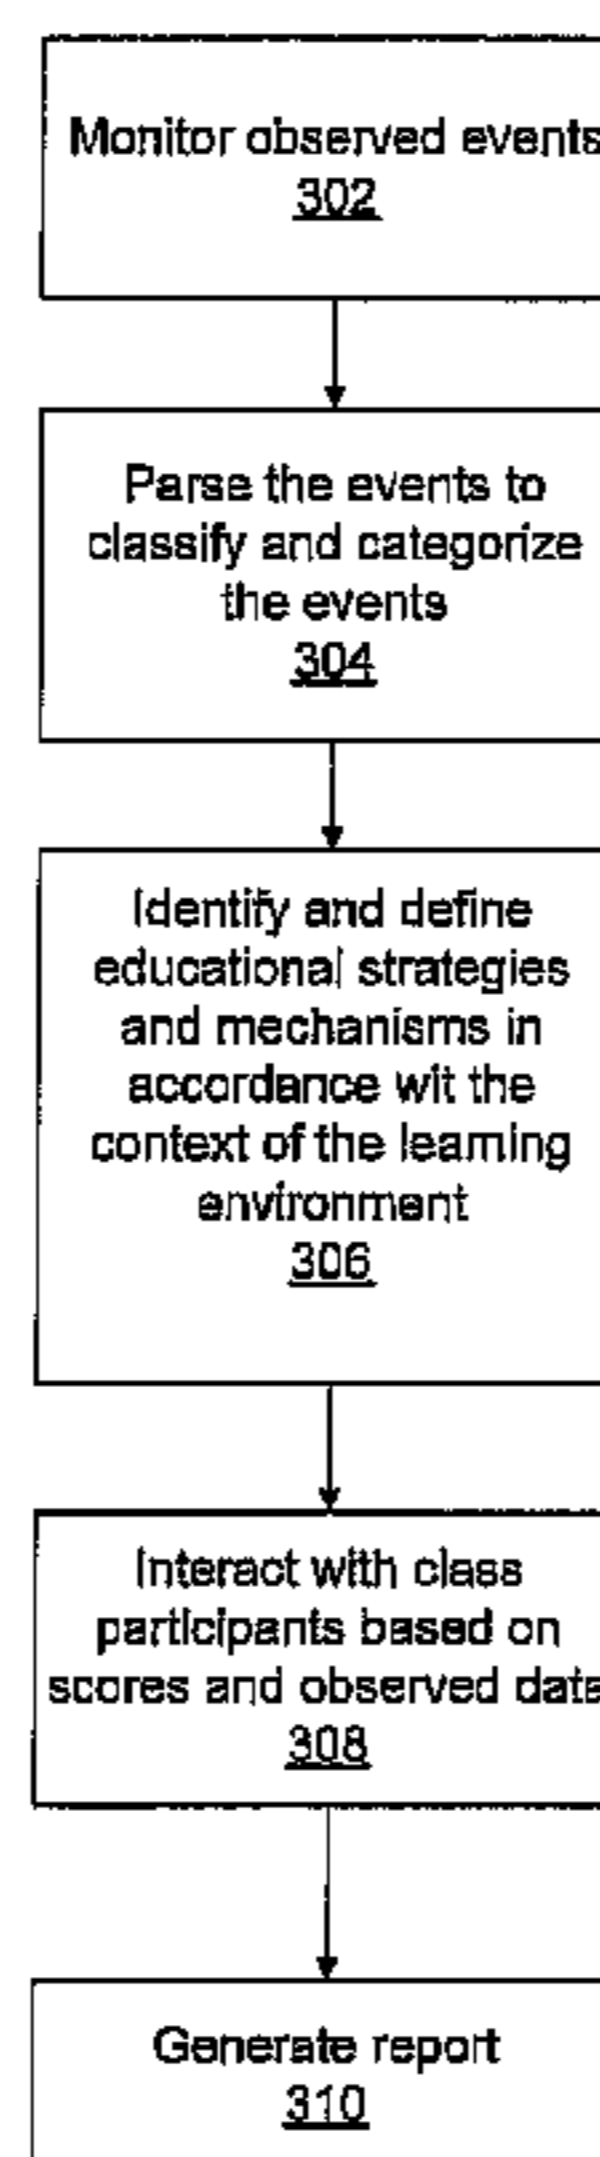 Monitor observed events
302
Parse the events to
classify and categorize
the events
304
Identify and define
educational strategies
and mechanisms in
accordance wit the
context of the learning
environment
306
Interact with class
participants based on
scores and observed data
308
Generate report
310